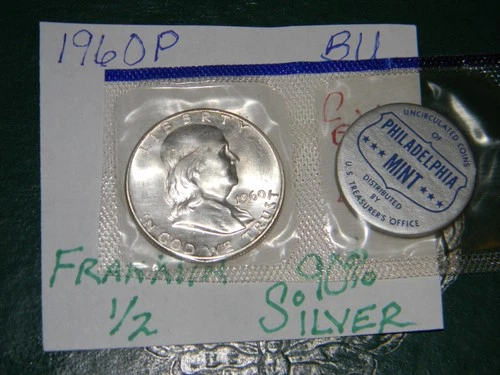 1960P BU
LIBERTY
1960
IN GOD WE TRUST
UNCIRCULATED COINS
OF
PHILADELPHIA
★★★ MINT ★★★
DISTRIBUTED
BY
U.S. TREASURER'S OFFICE
FRANKLIN 90%
1/2 SILVER